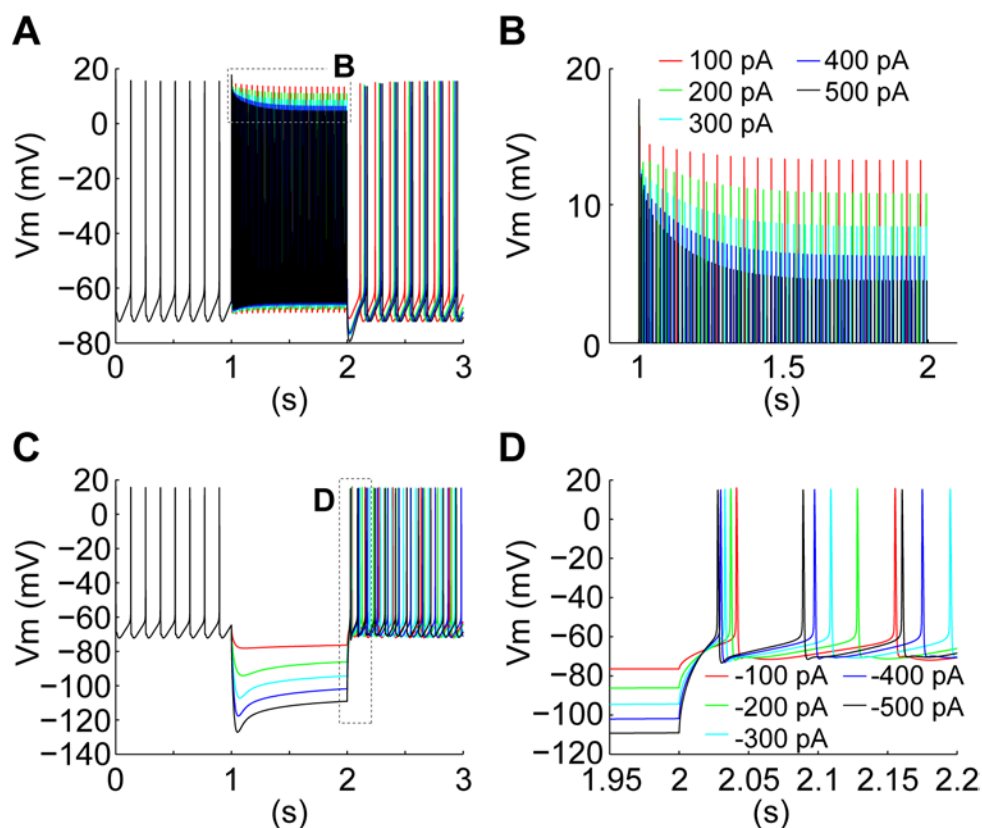 A
B
Vm (mV)
20
0
−20
−40
−60
−80
B
0
1
2
3
(s)
Vm (mV)
20
10
0
100 pA
400 pA
200 pA
500 pA
300 pA
1
1.5
2
(s)
C
D
Vm (mV)
20
0
−20
−40
−60
−80
−100
−120
−140
D
0
1
2
3
(s)
Vm (mV)
20
0
−20
−40
−60
−80
−100
−120
-100 pA
-400 pA
-200 pA
-500 pA
-300 pA
1.95
2
2.05
2.1
2.15
2.2
(s)